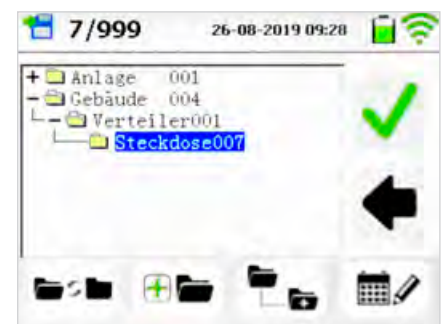 7/999 26-08-2019 09:28
+ Anlage 001
- Gebäude 004
- Verteiler001
Steckdose007